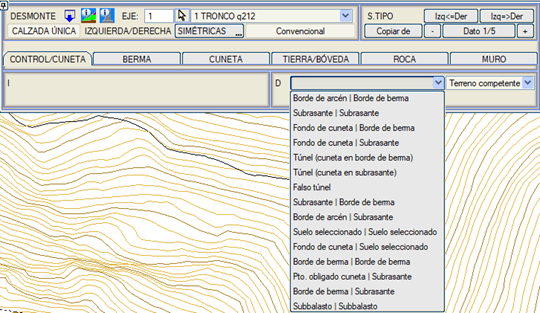 DESMONTE EJE: 1 1 TRONCO q212 S.TIPO Izq<=Der Izq=>Der
CALZADA ÚNICA IZQUIERDA/DERECHA SIMÉTRICAS ... Convencional Copiar de - Dato 1/5 +
CONTROL/CUNETA BERMA CUNETA TIERRA/BÓVEDA ROCA MURO
I D Terreno competente
Borde de arcén | Borde de berma
Subrasante | Subrasante
Fondo de cuneta | Borde de berma
Fondo de cuneta | Subrasante
Túnel (cuneta en borde de berma)
Túnel (cuneta en subrasante)
Falso túnel
Subrasante | Borde de berma
Borde de arcén | Subrasante
Suelo seleccionado | Suelo seleccionado
Fondo de cuneta | Suelo seleccionado
Borde de berma | Borde de berma
Pto. obligado cuneta | Subrasante
Borde de berma | Subrasante
Subbalasto | Subbalasto